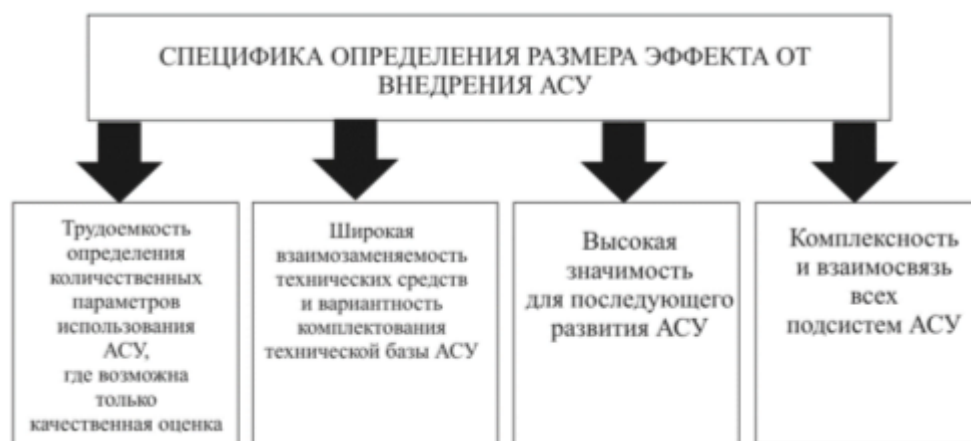 СПЕЦИФИКА ОПРЕДЕЛЕНИЯ РАЗМЕРА ЭФФЕКТА ОТ
ВНЕДРЕНИЯ АСУ
Трудоемкость
определения
количественных
параметров
использования
АСУ,
где возможна
только
качественная оценка
Широкая
взаимозаменяемость
технических средств
и вариантность
комплектования
технической базы АСУ
Высокая
значимость
для последующего
развития АСУ
Комплексность
и взаимосвязь
всех
подсистем АСУ